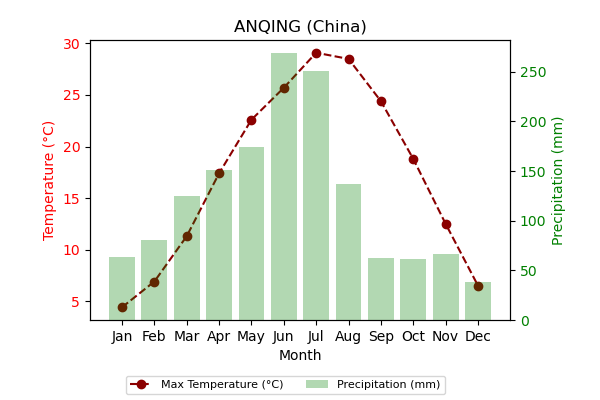 ANQING (China)
30
25
20
15
10
5
Temperature (°C)
250
200
150
100
50
0
Precipitation (mm)
Jan Feb Mar Apr May Jun Jul Aug Sep Oct Nov Dec
Month
Max Temperature (°C) Precipitation (mm)